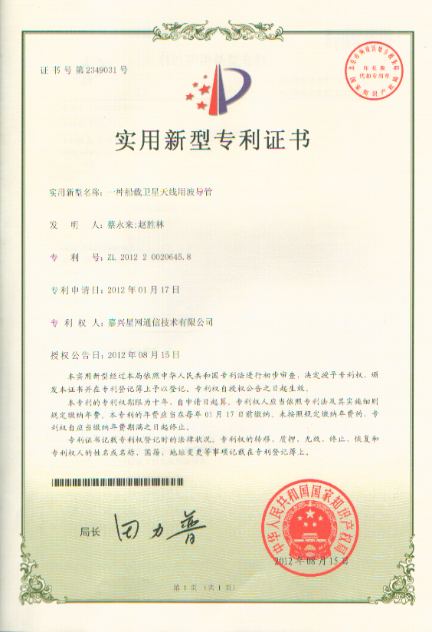 证书号第2349031号
实用新型专利证书
实用新型名称：一种船载卫星天线用波导管
发 明 人：蔡永来;赵胜林
专 利 号：ZL 2012 2 0020645.8
专利申请日：2012年01月17日
专 利 权 人：嘉兴星网通信技术有限公司
授权公告日：2012年08月15日
本实用新型经过本局依照中华人民共和国专利法进行初步审查，决定授予专利权，颁
发本证书并在专利登记簿上予以登记。专利权自授权公告之日起生效。
本专利的专利权期限为十年，自申请日起算。专利权人应当依照专利法及其实施细则
规定缴纳年费。本专利的年费应当在每年01月17日前缴纳。未按照规定缴纳年费的，专
利权自应当缴纳年费期满之日起终止。
专利证书记载专利权登记时的法律状况。专利权的转移、质押、无效、终止、恢复和
专利权人的姓名或名称、国籍、地址变更等事项记载在专利登记簿上。
局长 田力普
中华人民共和国国家知识产权局
2012年08月15日
第1页（共1页）